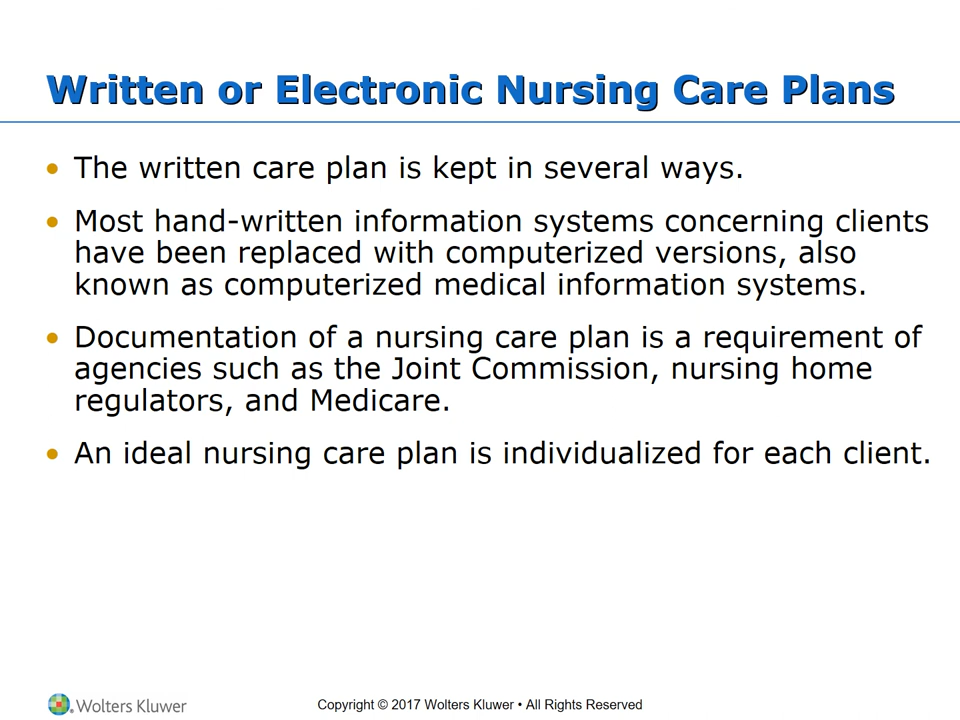 Written or Electronic Nursing Care Plans
• The written care plan is kept in several ways.
• Most hand-written information systems concerning clients
have been replaced with computerized versions, also
known as computerized medical information systems.
• Documentation of a nursing care plan is a requirement of
agencies such as the Joint Commission, nursing home
regulators, and Medicare.
• An ideal nursing care plan is individualized for each client.
Wolters Kluwer
Copyright © 2017 Wolters Kluwer • All Rights Reserved